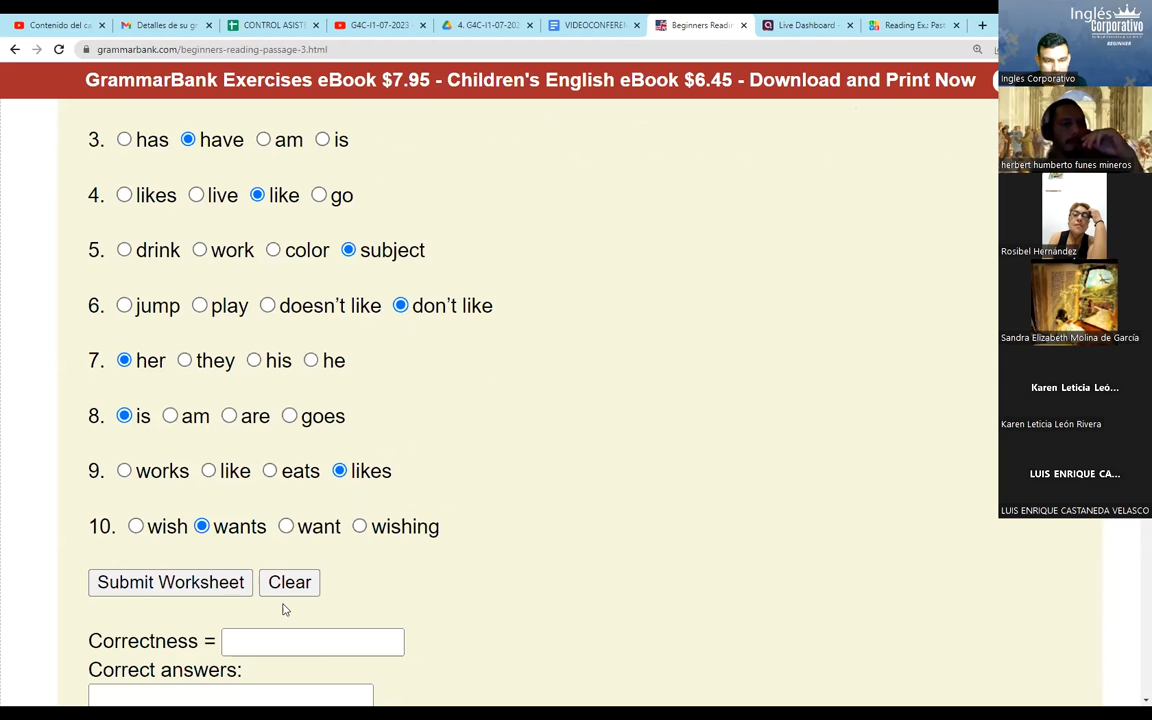 Contenido del ca
Detalles de su gr
CONTROL ASIST
G4C-I1-07-2023
4. G4C-I1-07-202
VIDEOCONFEREN
Beginners Readin
Live Dashboard
Reading Ex.: Past
grammarbank.com/beginners-reading-passage-3.html
GrammarBank Exercises eBook $7.95 - Children's English eBook $6.45 - Download and Print Now
3. has have am is
4. likes live like go
5. drink work color subject
6. jump play doesn’t like don’t like
7. her they his he
8. is am are goes
9. works like eats likes
10. wish wants want wishing
Submit Worksheet Clear
Correctness =
Correct answers:
Inglés
Corporativo
BEGINNER
Ingles Corporativo
herbert humberto funes mineros
Rosibel Hernández
Sandra Elizabeth Molina de García
Karen Leticia Leó...
Karen Leticia León Rivera
LUIS ENRIQUE CA...
LUIS ENRIQUE CASTANEDA VELASCO